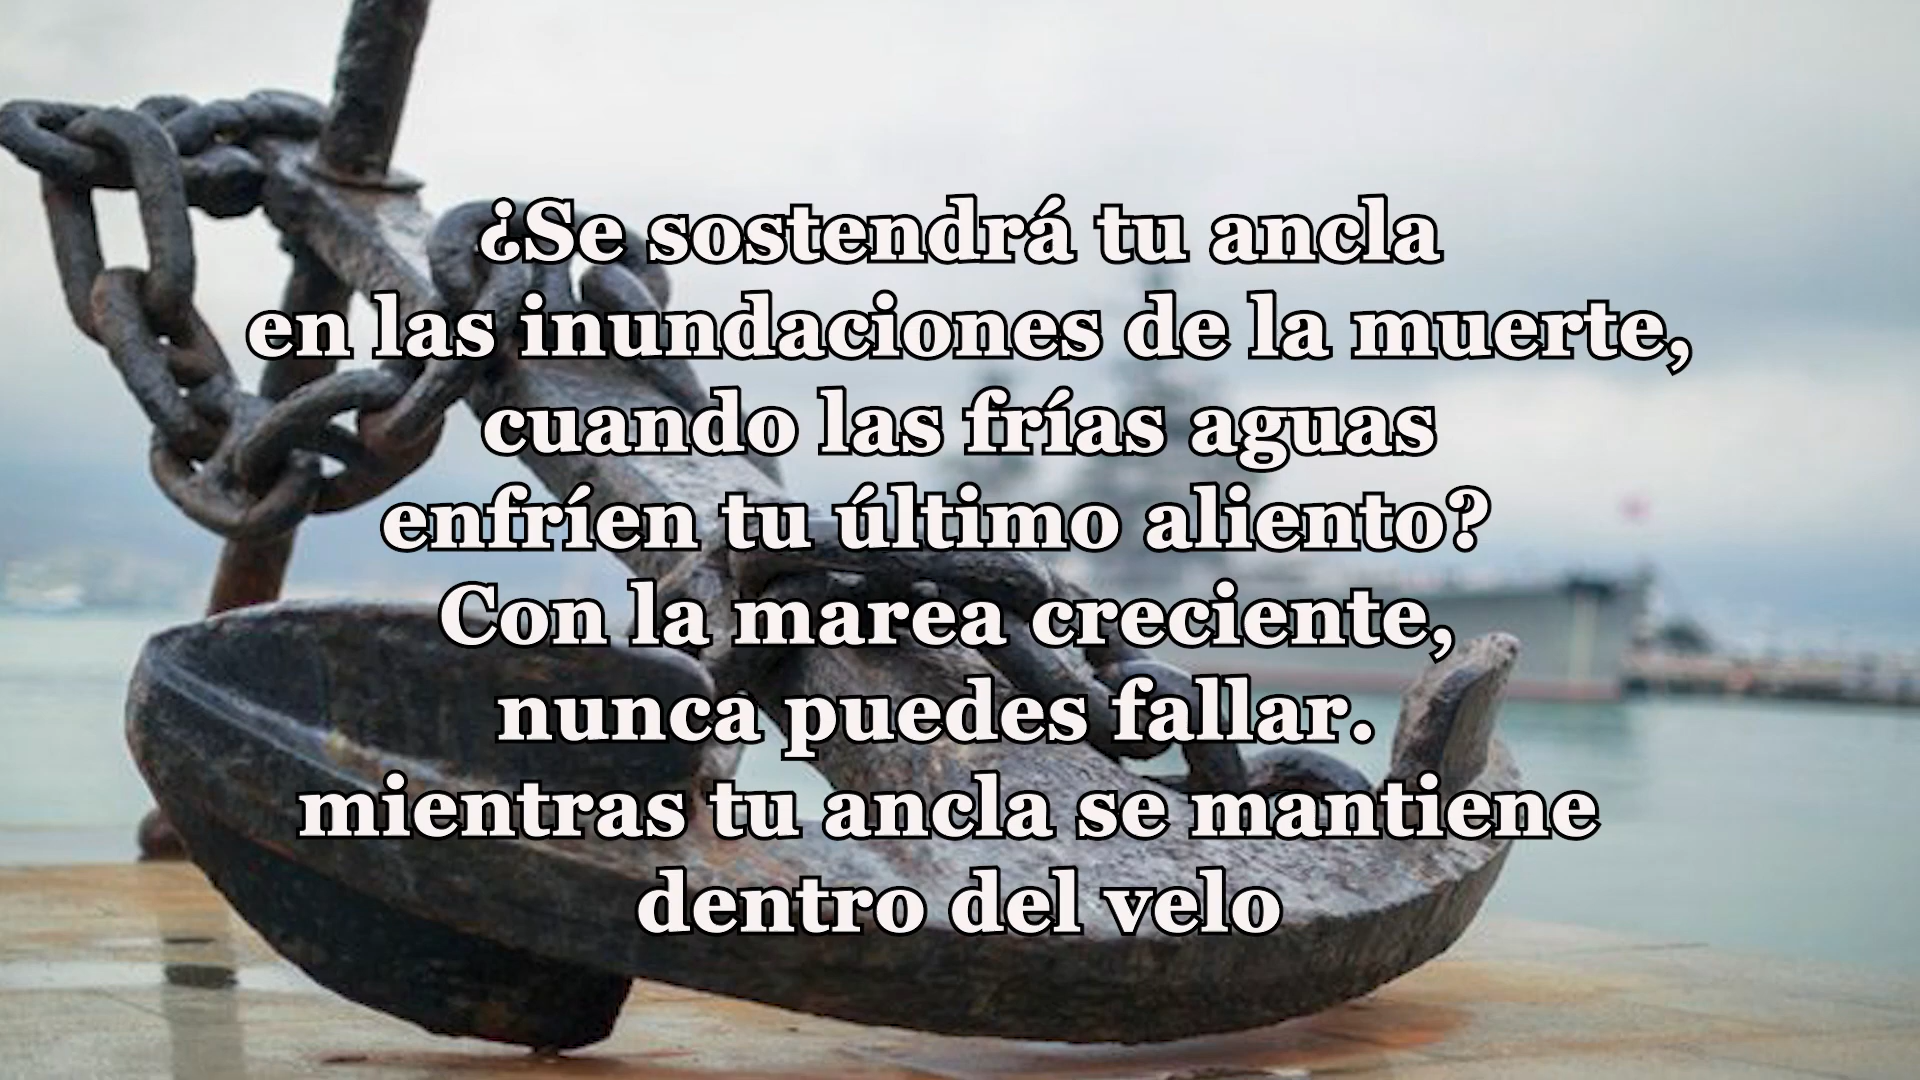 ¿Se sostendrá tu ancla
en las inundaciones de la muerte,
cuando las frías aguas
enfríen tu último aliento?
Con la marea creciente,
nunca puedes fallar.
mientras tu ancla se mantiene
dentro del velo